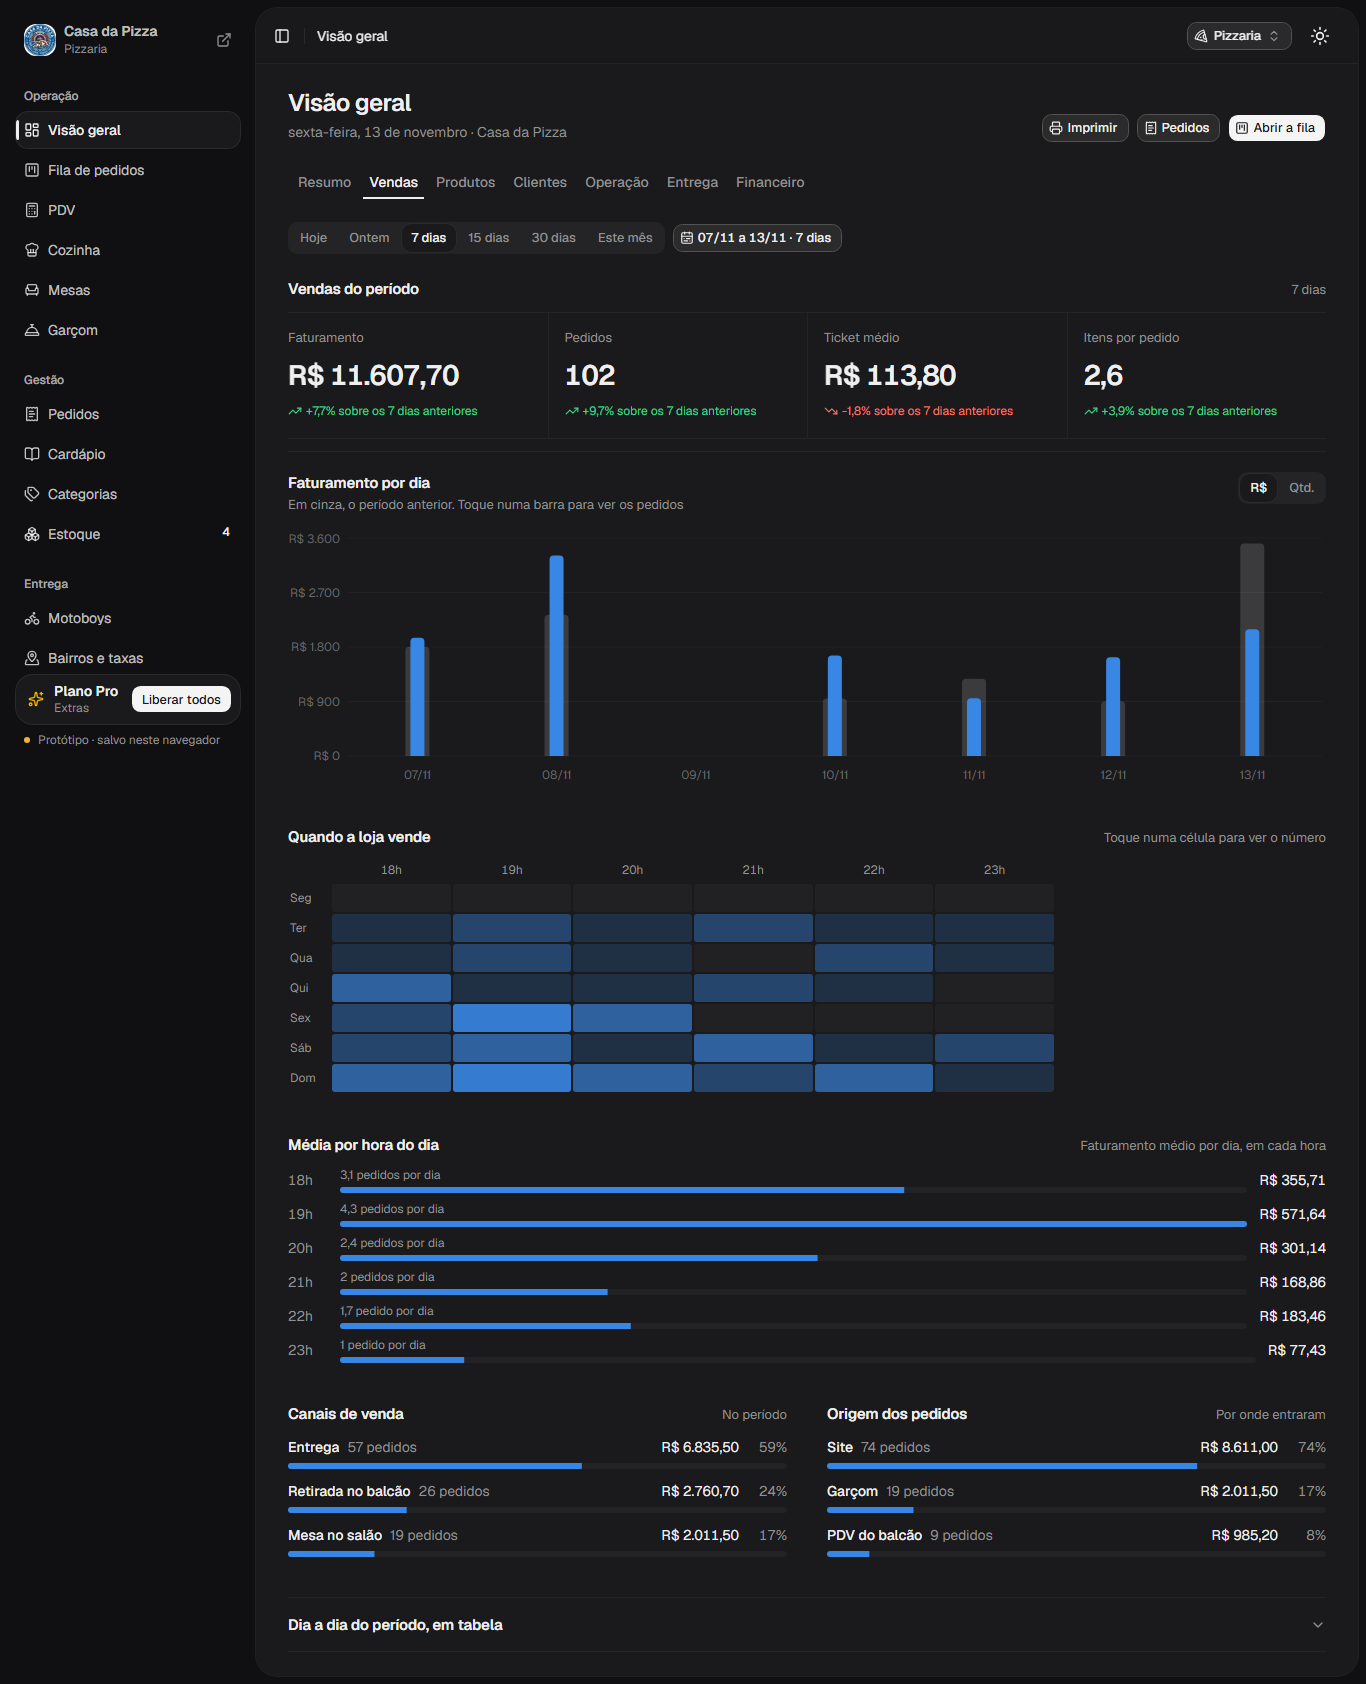 Casa da Pizza
Pizzaria
Operação
Visão geral
Fila de pedidos
PDV
Cozinha
Mesas
Garçom
Gestão
Pedidos
Cardápio
Categorias
Estoque 4
Entrega
Motoboys
Bairros e taxas
Plano Pro
Extras
Liberar todos
Protótipo · salvo neste navegador
Visão geral
Pizzaria
Visão geral
sexta-feira, 13 de novembro · Casa da Pizza
Imprimir Pedidos Abrir a fila
Resumo Vendas Produtos Clientes Operação Entrega Financeiro
Hoje Ontem 7 dias 15 dias 30 dias Este mês 07/11 a 13/11 · 7 dias
Vendas do período 7 dias
Faturamento
R$ 11.607,70
+7,7% sobre os 7 dias anteriores
Pedidos
102
+9,7% sobre os 7 dias anteriores
Ticket médio
R$ 113,80
-1,8% sobre os 7 dias anteriores
Itens por pedido
2,6
+3,9% sobre os 7 dias anteriores
Faturamento por dia
Em cinza, o período anterior. Toque numa barra para ver os pedidos
R$ Qtd.
R$ 3.600
R$ 2.700
R$ 1.800
R$ 900
R$ 0
07/11 08/11 09/11 10/11 11/11 12/11 13/11
Quando a loja vende Toque numa célula para ver o número
18h 19h 20h 21h 22h 23h
Seg
Ter
Qua
Qui
Sex
Sáb
Dom
Média por hora do dia Faturamento médio por dia, em cada hora
18h 3,1 pedidos por dia R$ 355,71
19h 4,3 pedidos por dia R$ 571,64
20h 2,4 pedidos por dia R$ 301,14
21h 2 pedidos por dia R$ 168,86
22h 1,7 pedido por dia R$ 183,46
23h 1 pedido por dia R$ 77,43
Canais de venda No período
Entrega 57 pedidos R$ 6.835,50 59%
Retirada no balcão 26 pedidos R$ 2.760,70 24%
Mesa no salão 19 pedidos R$ 2.011,50 17%
Origem dos pedidos Por onde entraram
Site 74 pedidos R$ 8.611,00 74%
Garçom 19 pedidos R$ 2.011,50 17%
PDV do balcão 9 pedidos R$ 985,20 8%
Dia a dia do período, em tabela